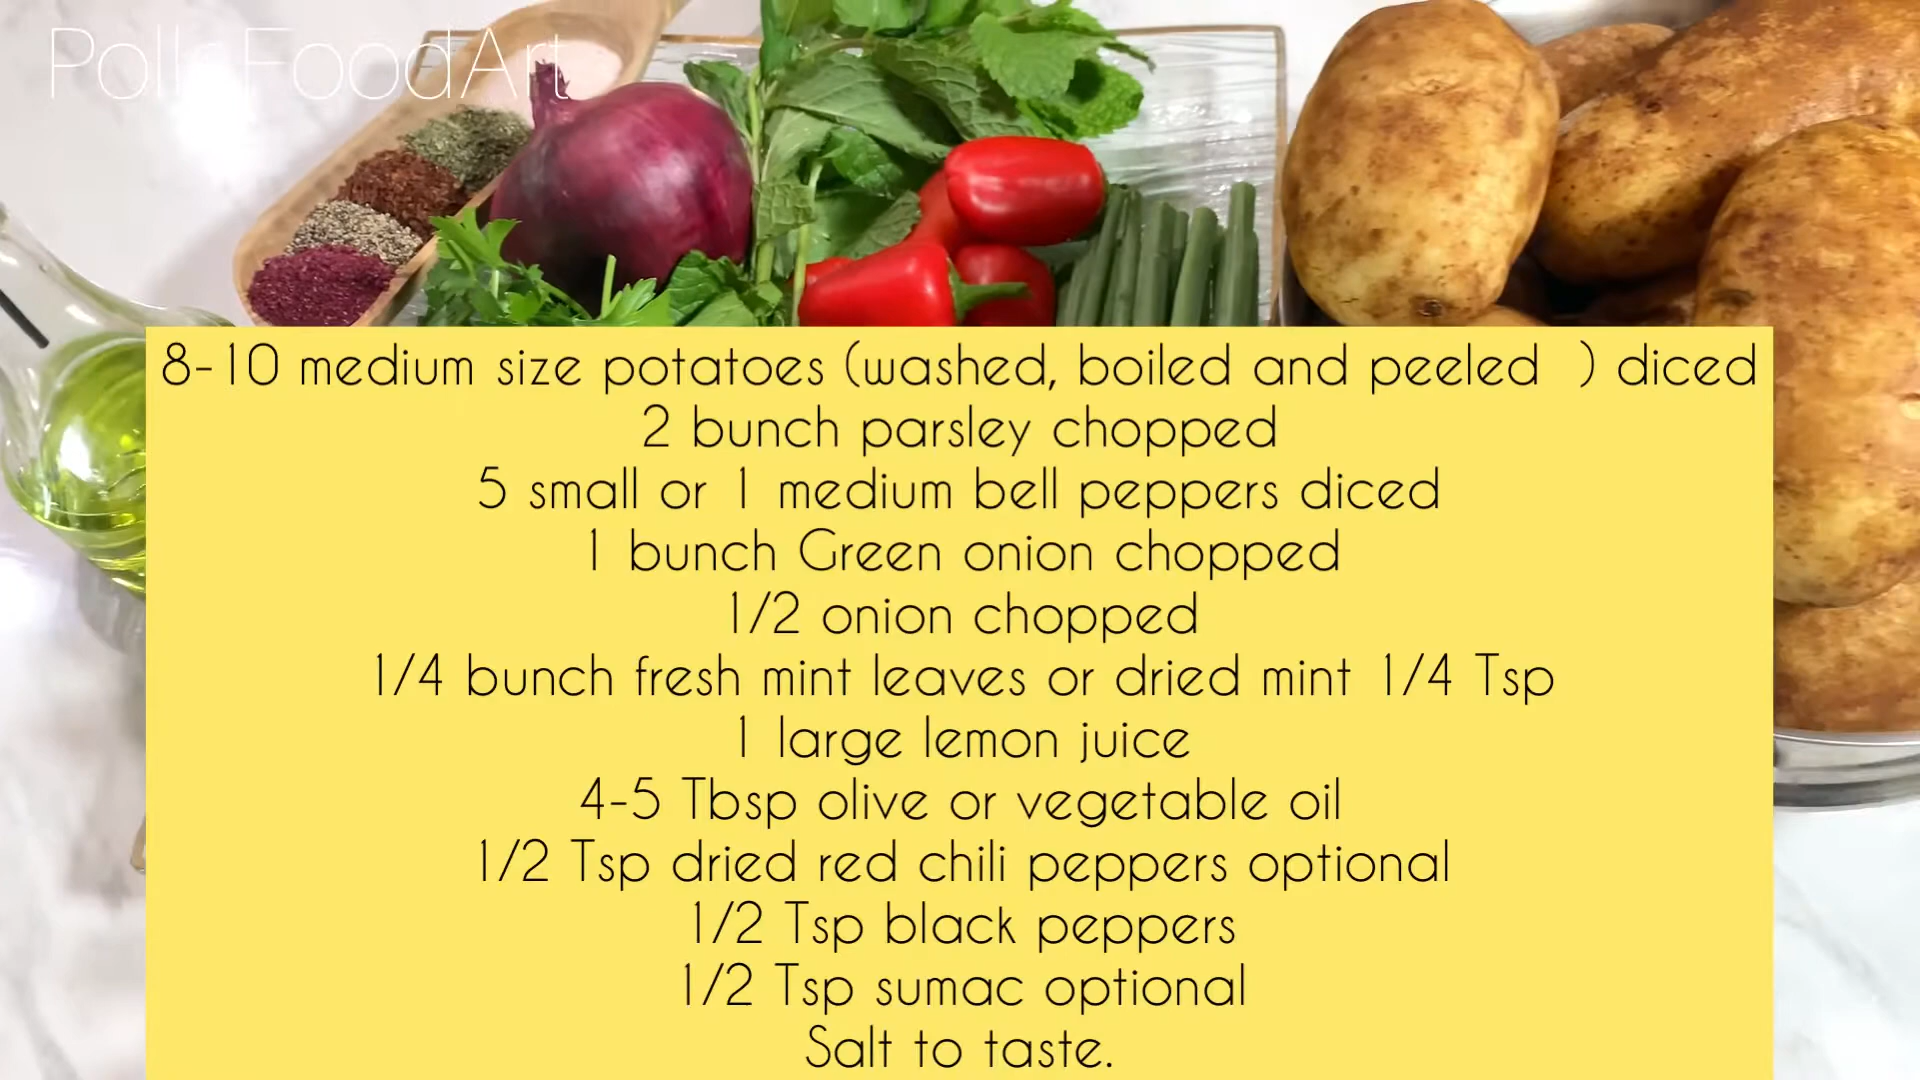 8-10 medium size potatoes (washed, boiled and peeled ) diced
2 bunch parsley chopped
5 small or 1 medium bell peppers diced
1 bunch Green onion chopped
1/2 onion chopped
1/4 bunch fresh mint leaves or dried mint 1/4 Tsp
1 large lemon juice
4-5 Tbsp olive or vegetable oil
1/2 Tsp dried red chili peppers optional
1/2 Tsp black peppers
1/2 Tsp sumac optional
Salt to taste.